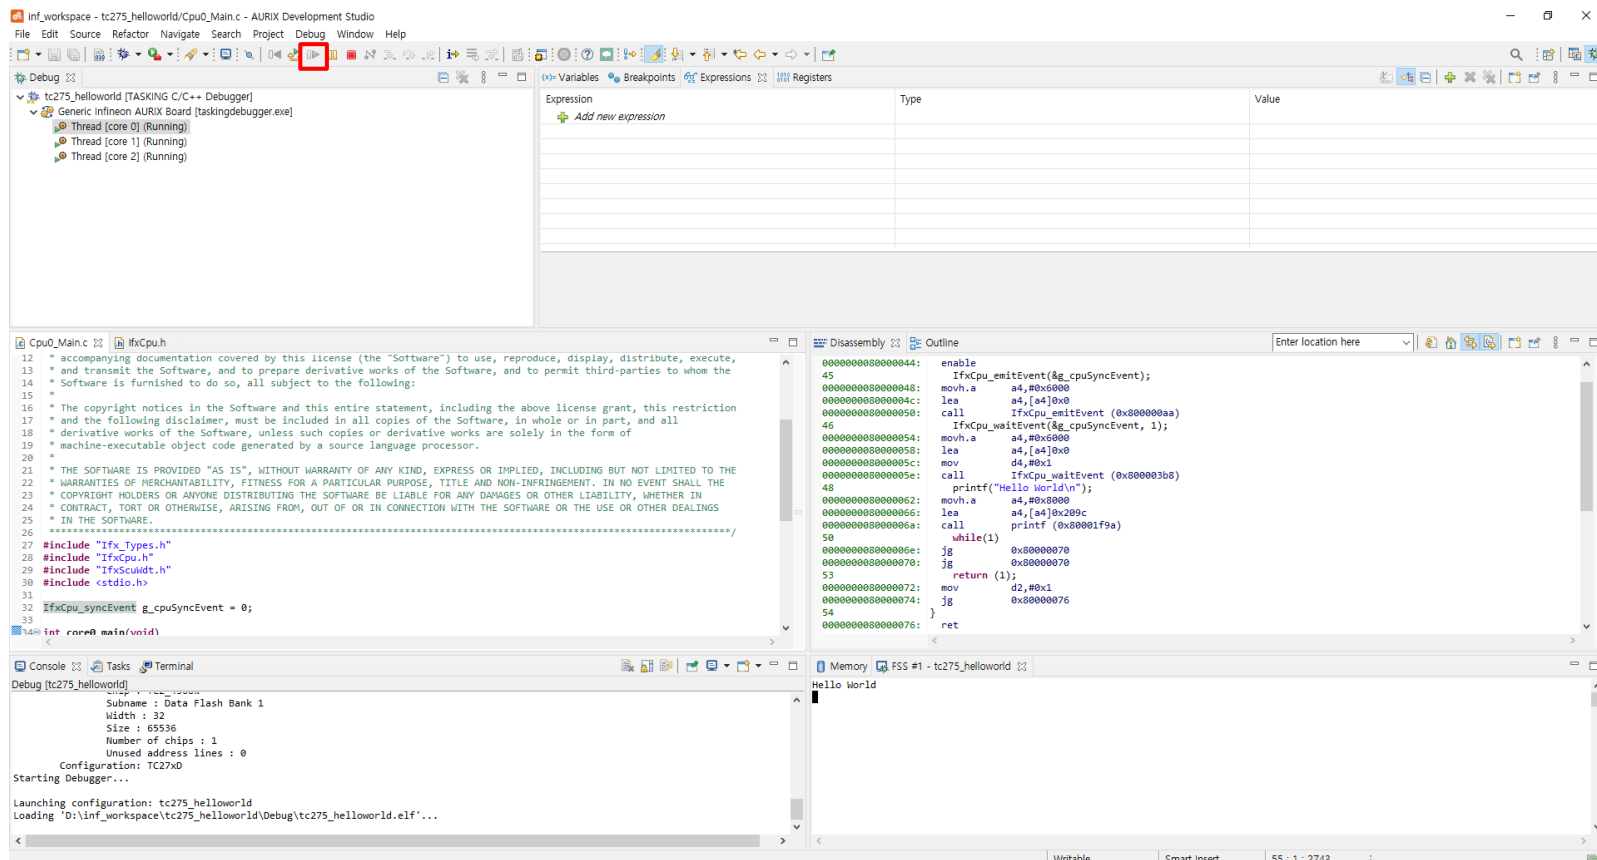 inf_workspace - tc275_helloworld/Cpu0_Main.c - AURIX Development Studio
File Edit Source Refactor Navigate Search Project Debug Window Help
Debug
tc275_helloworld [TASKING C/C++ Debugger]
Generic Infineon AURIX Board [taskingdebugger.exe]
Thread [core 0] (Running)
Thread [core 1] (Running)
Thread [core 2] (Running)
(x)= Variables Breakpoints Expressions Registers
Expression Type Value
Add new expression
Cpu0_Main.c IfxCpu.h
12 * accompanying documentation covered by this license (the "Software") to use, reproduce, display, distribute, execute,
13 * and transmit the Software, and to prepare derivative works of the Software, and to permit third-parties to whom the
14 * Software is furnished to do so, all subject to the following:
15 *
16 * The copyright notices in the Software and this entire statement, including the above license grant, this restriction
17 * and the following disclaimer, must be included in all copies of the Software, in whole or in part, and all
18 * derivative works of the Software, unless such copies or derivative works are solely in the form of
19 * machine-executable object code generated by a source language processor.
20 *
21 * THE SOFTWARE IS PROVIDED "AS IS", WITHOUT WARRANTY OF ANY KIND, EXPRESS OR IMPLIED, INCLUDING BUT NOT LIMITED TO THE
22 * WARRANTIES OF MERCHANTABILITY, FITNESS FOR A PARTICULAR PURPOSE, TITLE AND NON-INFRINGEMENT. IN NO EVENT SHALL THE
23 * COPYRIGHT HOLDERS OR ANYONE DISTRIBUTING THE SOFTWARE BE LIABLE FOR ANY DAMAGES OR OTHER LIABILITY, WHETHER IN
24 * CONTRACT, TORT OR OTHERWISE, ARISING FROM, OUT OF OR IN CONNECTION WITH THE SOFTWARE OR THE USE OR OTHER DEALINGS
25 * IN THE SOFTWARE.
26 *********************************************************************************************************************/
27 #include "Ifx_Types.h"
28 #include "IfxCpu.h"
29 #include "IfxScuWdt.h"
30 #include <stdio.h>
31
32 IfxCpu_syncEvent g_cpuSyncEvent = 0;
33
34 int core0_main(void)
Disassembly Outline
Enter location here
0000000080000044: enable
45 IfxCpu_emitEvent(&g_cpuSyncEvent);
0000000080000048: movh.a a4,#0x6000
000000008000004c: lea a4,[a4]0x0
0000000080000050: call IfxCpu_emitEvent (0x800000aa)
46 IfxCpu_waitEvent(&g_cpuSyncEvent, 1);
0000000080000054: movh.a a4,#0x6000
0000000080000058: lea a4,[a4]0x0
000000008000005c: mov d4,#0x1
000000008000005e: call IfxCpu_waitEvent (0x800003b8)
48 printf("Hello World\n");
0000000080000062: movh.a a4,#0x8000
0000000080000066: lea a4,[a4]0x209c
000000008000006a: call printf (0x80001f9a)
50 while(1)
000000008000006e: jg 0x80000070
0000000080000070: jg 0x80000070
53 return (1);
0000000080000072: mov d2,#0x1
0000000080000074: jg 0x80000076
54 }
0000000080000076: ret
Console Tasks Terminal
Debug [tc275_helloworld]
Subname : Data Flash Bank 1
Width : 32
Size : 65536
Number of chips : 1
Unused address lines : 0
Configuration: TC27xD
Starting Debugger...
Launching configuration: tc275_helloworld
Loading 'D:\inf_workspace\tc275_helloworld\Debug\tc275_helloworld.elf'...
Memory FSS #1 - tc275_helloworld
Hello World
Writable Smart Insert 55 : 1 : 2743